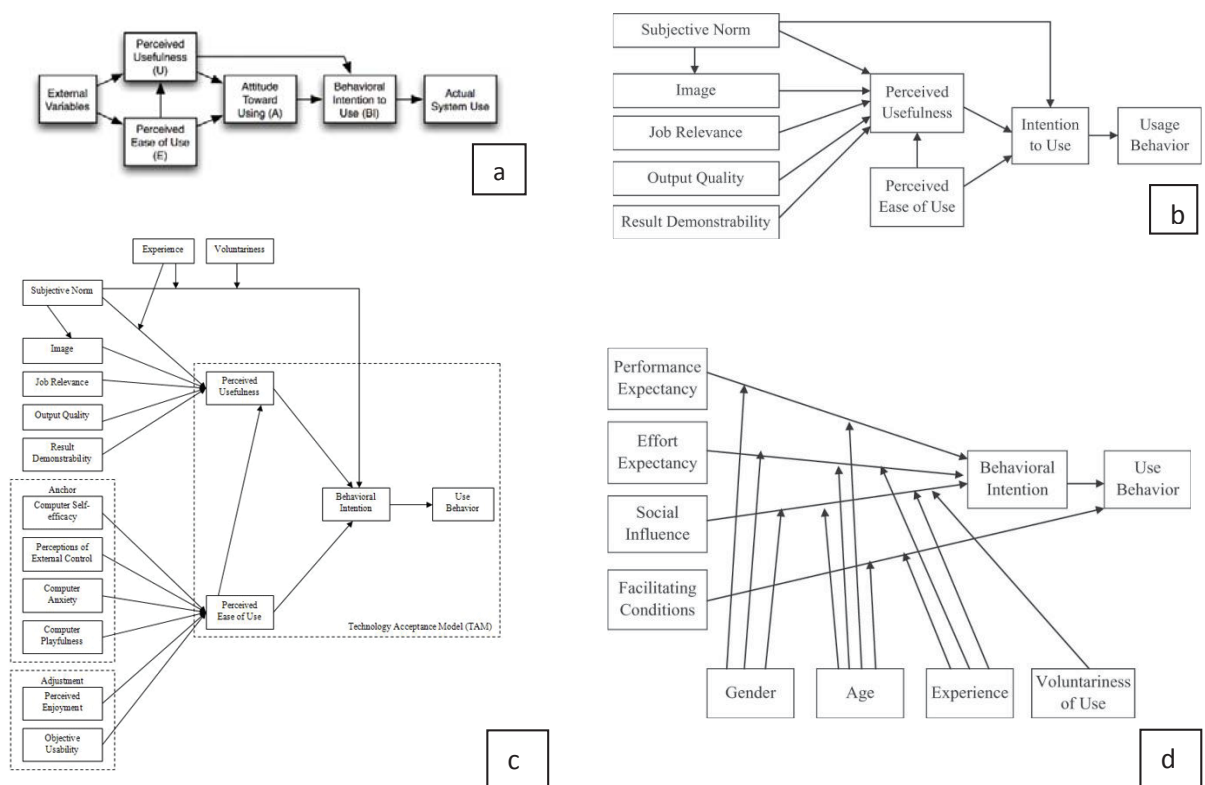 External
Variables
Perceived
Usefulness
(U)
Perceived
Ease of Use
(E)
Attitude
Toward
Using (A)
Behavioral
Intention to
Use (BI)
Actual
System Use
a
Subjective Norm
Image
Job Relevance
Output Quality
Result Demonstrability
Perceived
Usefulness
Perceived
Ease of Use
Intention
to Use
Usage
Behavior
b
Experience
Voluntariness
Subjective Norm
Image
Job Relevance
Output Quality
Result
Demonstrability
Anchor
Computer Self-
efficacy
Perceptions of
External Control
Computer
Anxiety
Computer
Playfulness
Adjustment
Perceived
Enjoyment
Objective
Usability
Perceived
Usefulness
Perceived
Ease of Use
Behavioral
Intention
Use
Behavior
Technology Acceptance Model (TAM)
c
Performance
Expectancy
Effort
Expectancy
Social
Influence
Facilitating
Conditions
Behavioral
Intention
Use
Behavior
Gender
Age
Experience
Voluntariness
of Use
d